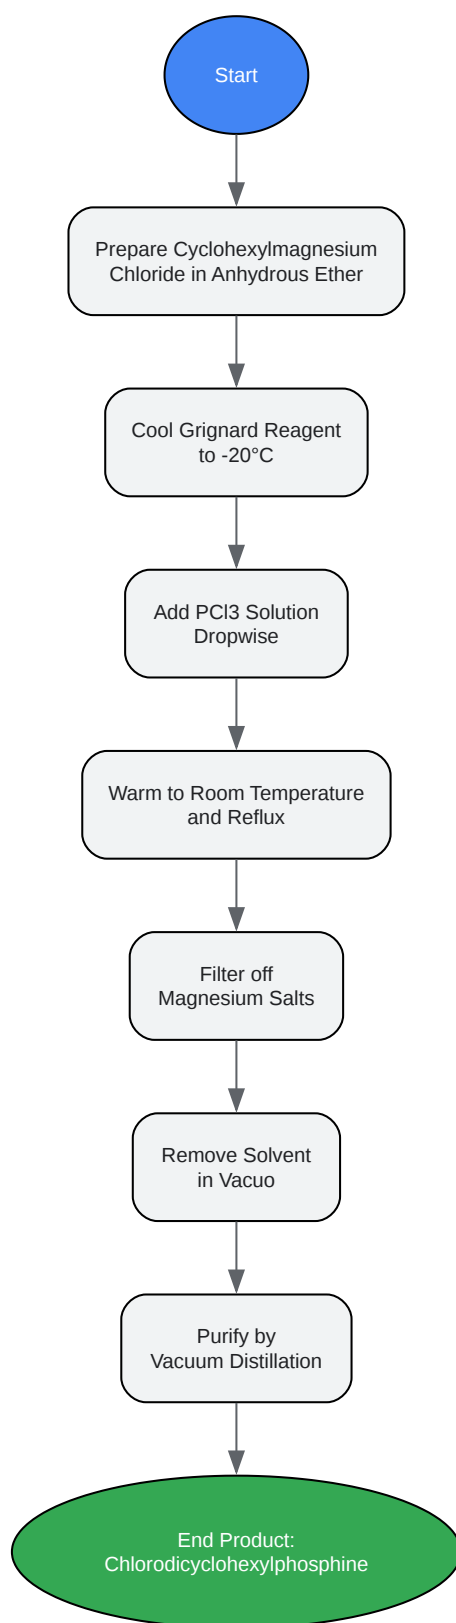 Start
Prepare Cyclohexylmagnesium
Chloride in Anhydrous Ether
Cool Grignard Reagent
to -20°C
Add PCl3 Solution
Dropwise
Warm to Room Temperature
and Reflux
Filter off
Magnesium Salts
Remove Solvent
in Vacuo
Purify by
Vacuum Distillation
End Product:
Chlorodicyclohexylphosphine